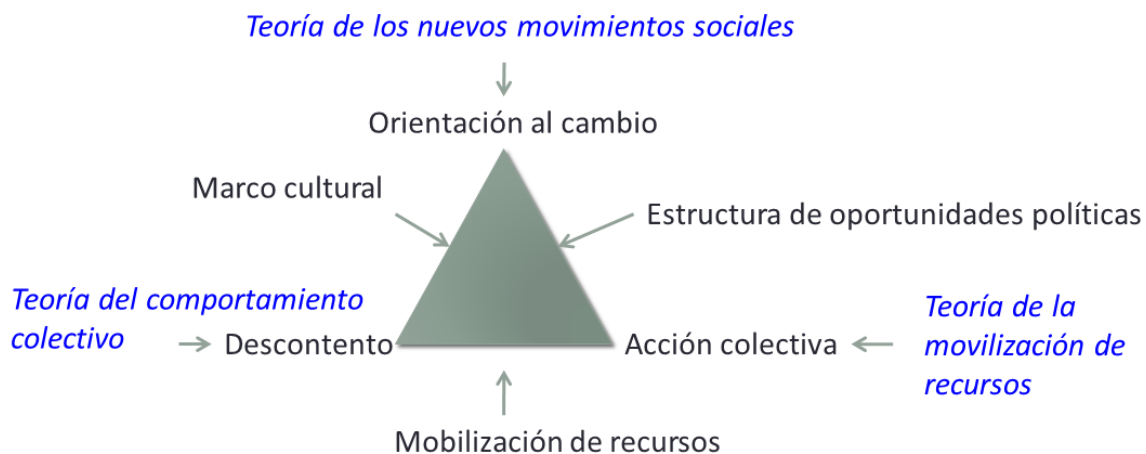 Teoría de los nuevos movimientos sociales
Orientación al cambio
Marco cultural
Estructura de oportunidades políticas
Teoría del comportamiento
colectivo
Descontento
Acción colectiva
Teoría de la
movilización de
recursos
Mobilización de recursos